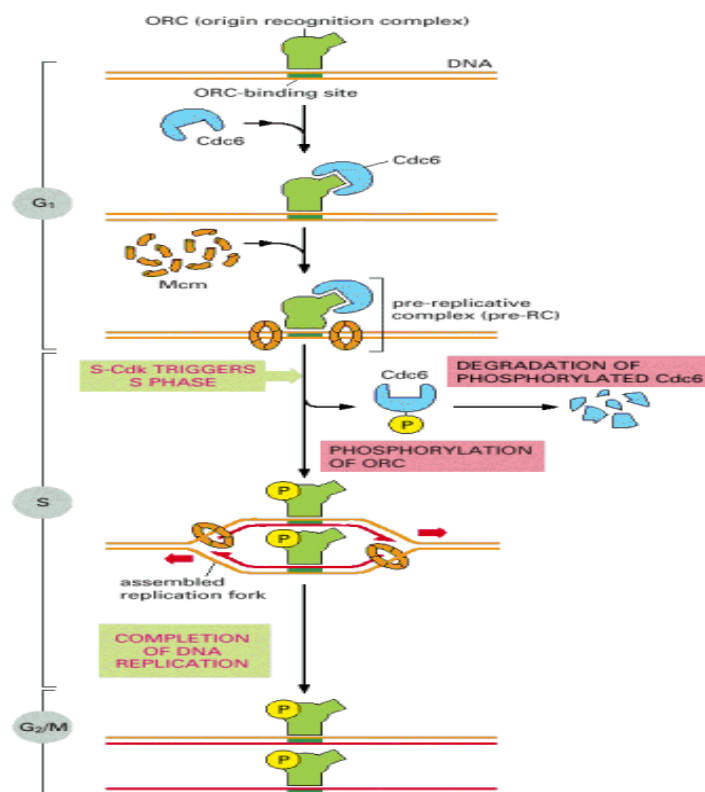 ORC (origin recognition complex)
DNA
ORC-binding site
Cdc6
Cdc6
G₁
Mcm
pre-replicative
complex (pre-RC)
S-Cdk TRIGGERS
S PHASE
Cdc6
DEGRADATION OF
PHOSPHORYLATED Cdc6
P
PHOSPHORYLATION
OF ORC
S
P
P
assembled
replication fork
COMPLETION
OF DNA
REPLICATION
G₂/M
P
P